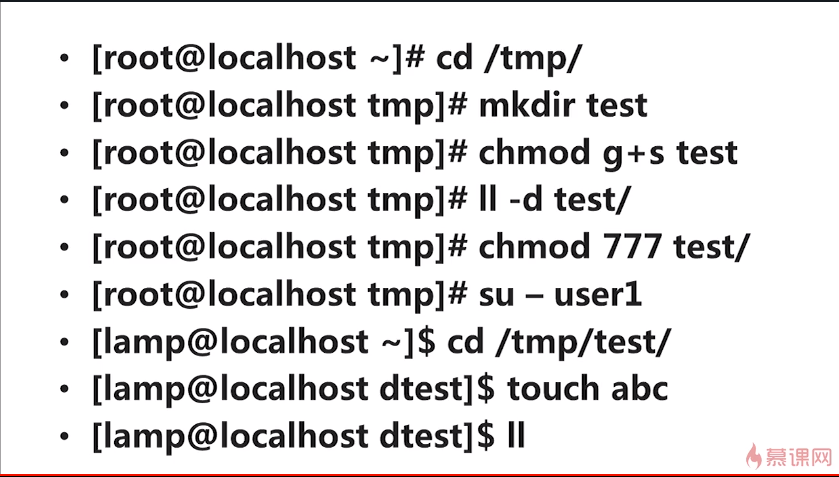 • [root@localhost ~]# cd /tmp/
• [root@localhost tmp]# mkdir test
• [root@localhost tmp]# chmod g+s test
• [root@localhost tmp]# ll -d test/
• [root@localhost tmp]# chmod 777 test/
• [root@localhost tmp]# su – user1
• [lamp@localhost ~]$ cd /tmp/test/
• [lamp@localhost dtest]$ touch abc
• [lamp@localhost dtest]$ ll
慕课网